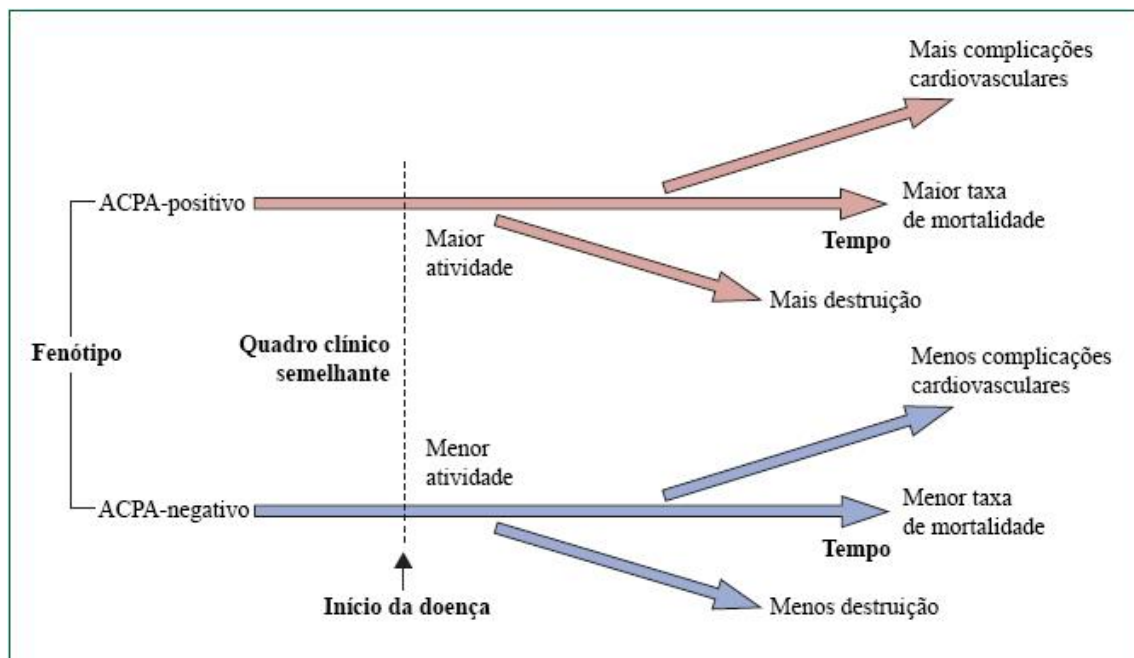 Mais complicações
cardiovasculares
ACPA-positivo
Maior taxa
de mortalidade
Maior
atividade
Tempo
Mais destruição
Fenótipo
Quadro clínico
semelhante
Menos complicações
cardiovasculares
Menor
atividade
ACPA-negativo
Menor taxa
de mortalidade
Tempo
Início da doença
Menos destruição